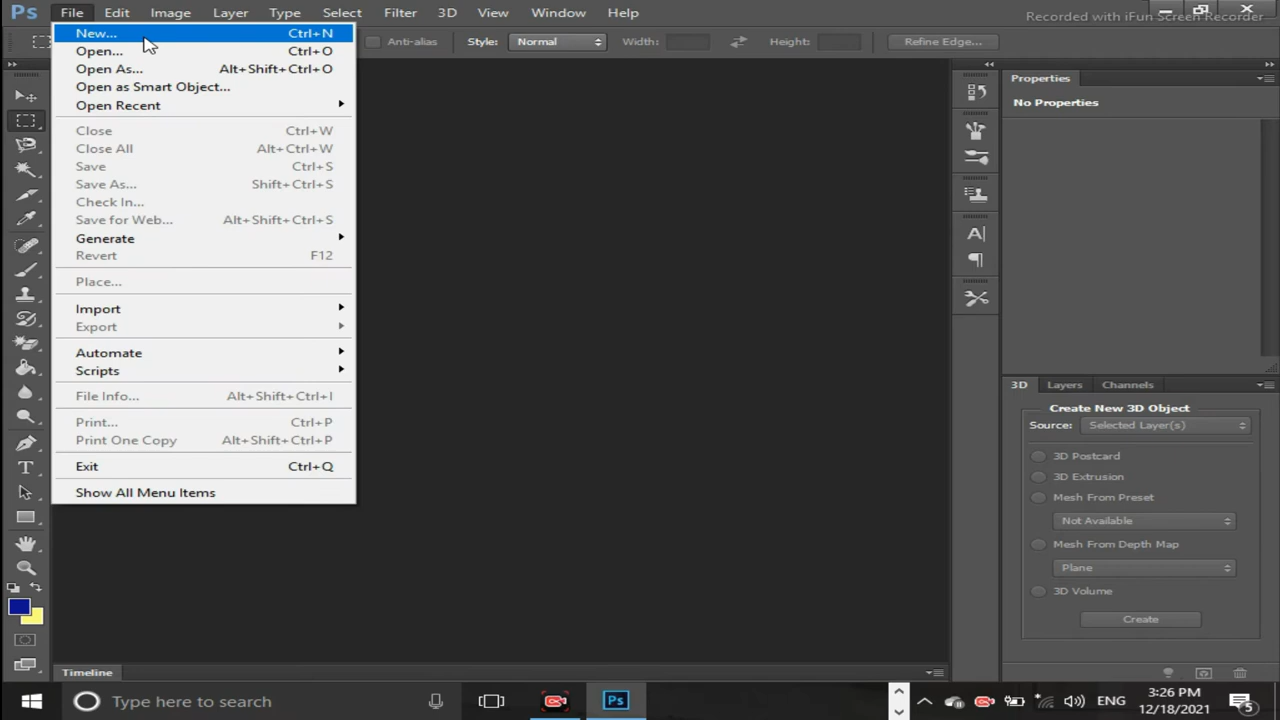 Ps File Edit Image Layer Type Select Filter 3D View Window Help
Recorded with iFun Screen Recorder
Anti-alias Style: Normal Width: Height: Refine Edge...
New... Ctrl+N
Open... Ctrl+O
Open As... Alt+Shift+Ctrl+O
Open as Smart Object...
Open Recent
Close Ctrl+W
Close All Alt+Ctrl+W
Save Ctrl+S
Save As... Shift+Ctrl+S
Check In...
Save for Web... Alt+Shift+Ctrl+S
Generate
Revert F12
Place...
Import
Export
Automate
Scripts
File Info... Alt+Shift+Ctrl+I
Print... Ctrl+P
Print One Copy Alt+Shift+Ctrl+P
Exit Ctrl+Q
Show All Menu Items
Properties
No Properties
3D Layers Channels
Create New 3D Object
Source: Selected Layer(s)
3D Postcard
3D Extrusion
Mesh From Preset
Not Available
Mesh From Depth Map
Plane
3D Volume
Create
Timeline
Type here to search
Ps
ENG
3:26 PM
12/18/2021
5